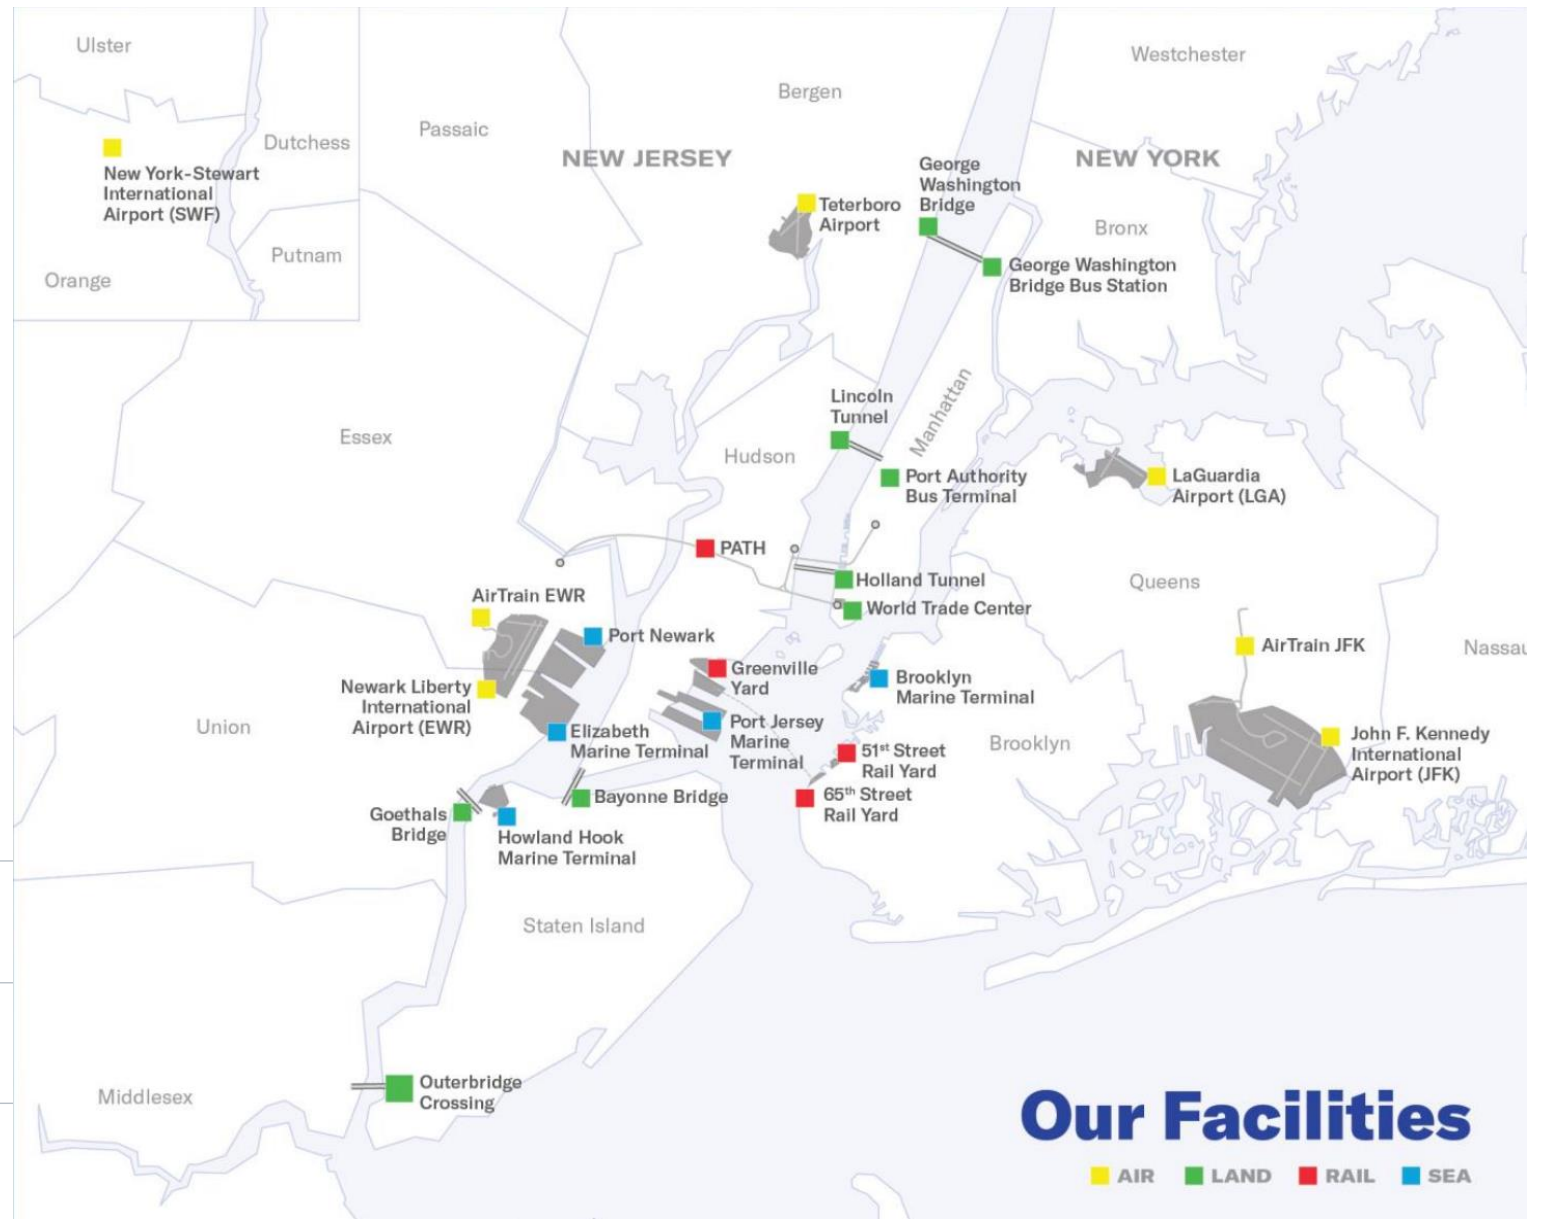 Ulster
Westchester
Bergen
Passaic
Dutchess
New York-Stewart
International
Airport (SWF)
Putnam
Orange
NEW JERSEY
NEW YORK
George
Washington
Bridge
Teterboro
Airport
Bronx
George Washington
Bridge Bus Station
Manhattan
Lincoln
Tunnel
Essex
Hudson
Port Authority
Bus Terminal
LaGuardia
Airport (LGA)
PATH
Holland Tunnel
Queens
World Trade Center
AirTrain EWR
Port Newark
AirTrain JFK
Nassau
Greenville
Yard
Brooklyn
Marine Terminal
Newark Liberty
International
Airport (EWR)
Union
Elizabeth
Marine Terminal
Port Jersey
Marine
Terminal
Brooklyn
John F. Kennedy
International
Airport (JFK)
51st Street
Rail Yard
65th Street
Rail Yard
Bayonne Bridge
Goethals
Bridge
Howland Hook
Marine Terminal
Staten Island
Outerbridge
Crossing
Middlesex
Our Facilities
AIR LAND RAIL SEA